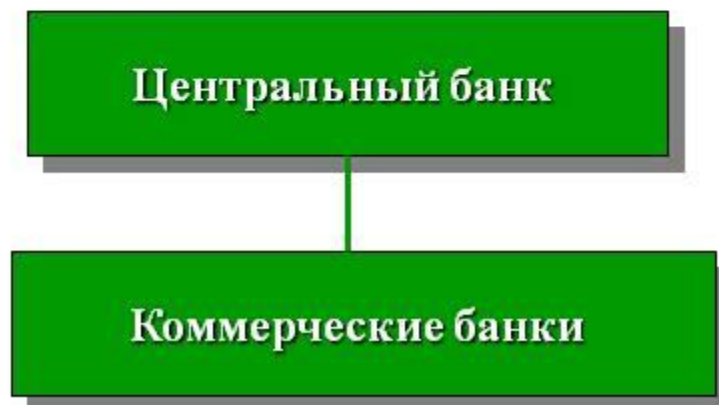 Центральный банк
Коммерческие банки